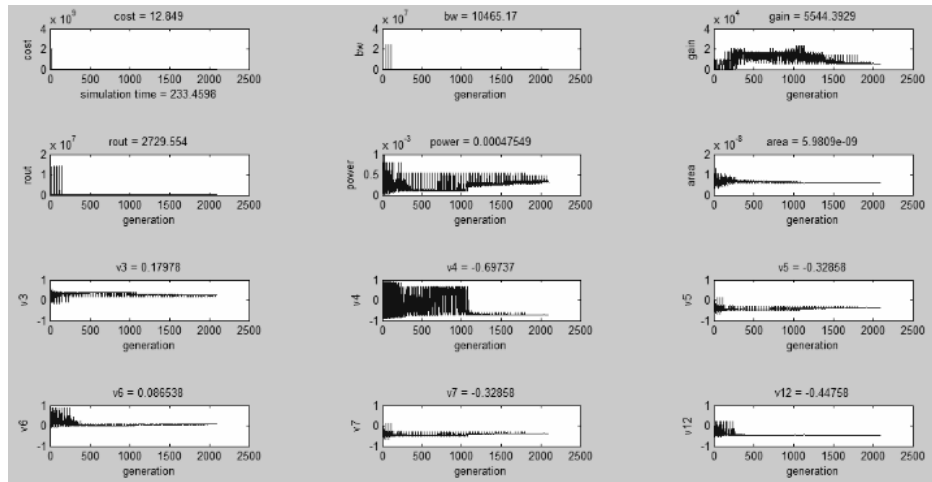 x 10^9 cost = 12.849
x 10^7 bw = 10465.17
x 10^4 gain = 5544.3929
cost
4
2
0
0 500 1000 1500 2000 2500
simulation time = 233.4598
bw
4
2
0
0 500 1000 1500 2000 2500
generation
gain
4
2
0
0 500 1000 1500 2000 2500
generation
x 10^7 rout = 2729.554
x 10^-3 power = 0.00047549
x 10^-8 area = 5.9809e-09
rout
2
1
0
0 500 1000 1500 2000 2500
generation
power
1
0.5
0
0 500 1000 1500 2000 2500
generation
area
2
1
0
0 500 1000 1500 2000 2500
generation
v3 = 0.17978
v4 = -0.69737
v5 = -0.32858
v3
1
0
-1
0 500 1000 1500 2000 2500
generation
v4
1
0
-1
0 500 1000 1500 2000 2500
generation
v5
1
0
-1
0 500 1000 1500 2000 2500
generation
v6 = 0.086538
v7 = -0.32858
v12 = -0.44758
v6
1
0
-1
0 500 1000 1500 2000 2500
generation
v7
1
0
-1
0 500 1000 1500 2000 2500
generation
v12
1
0
-1
0 500 1000 1500 2000 2500
generation